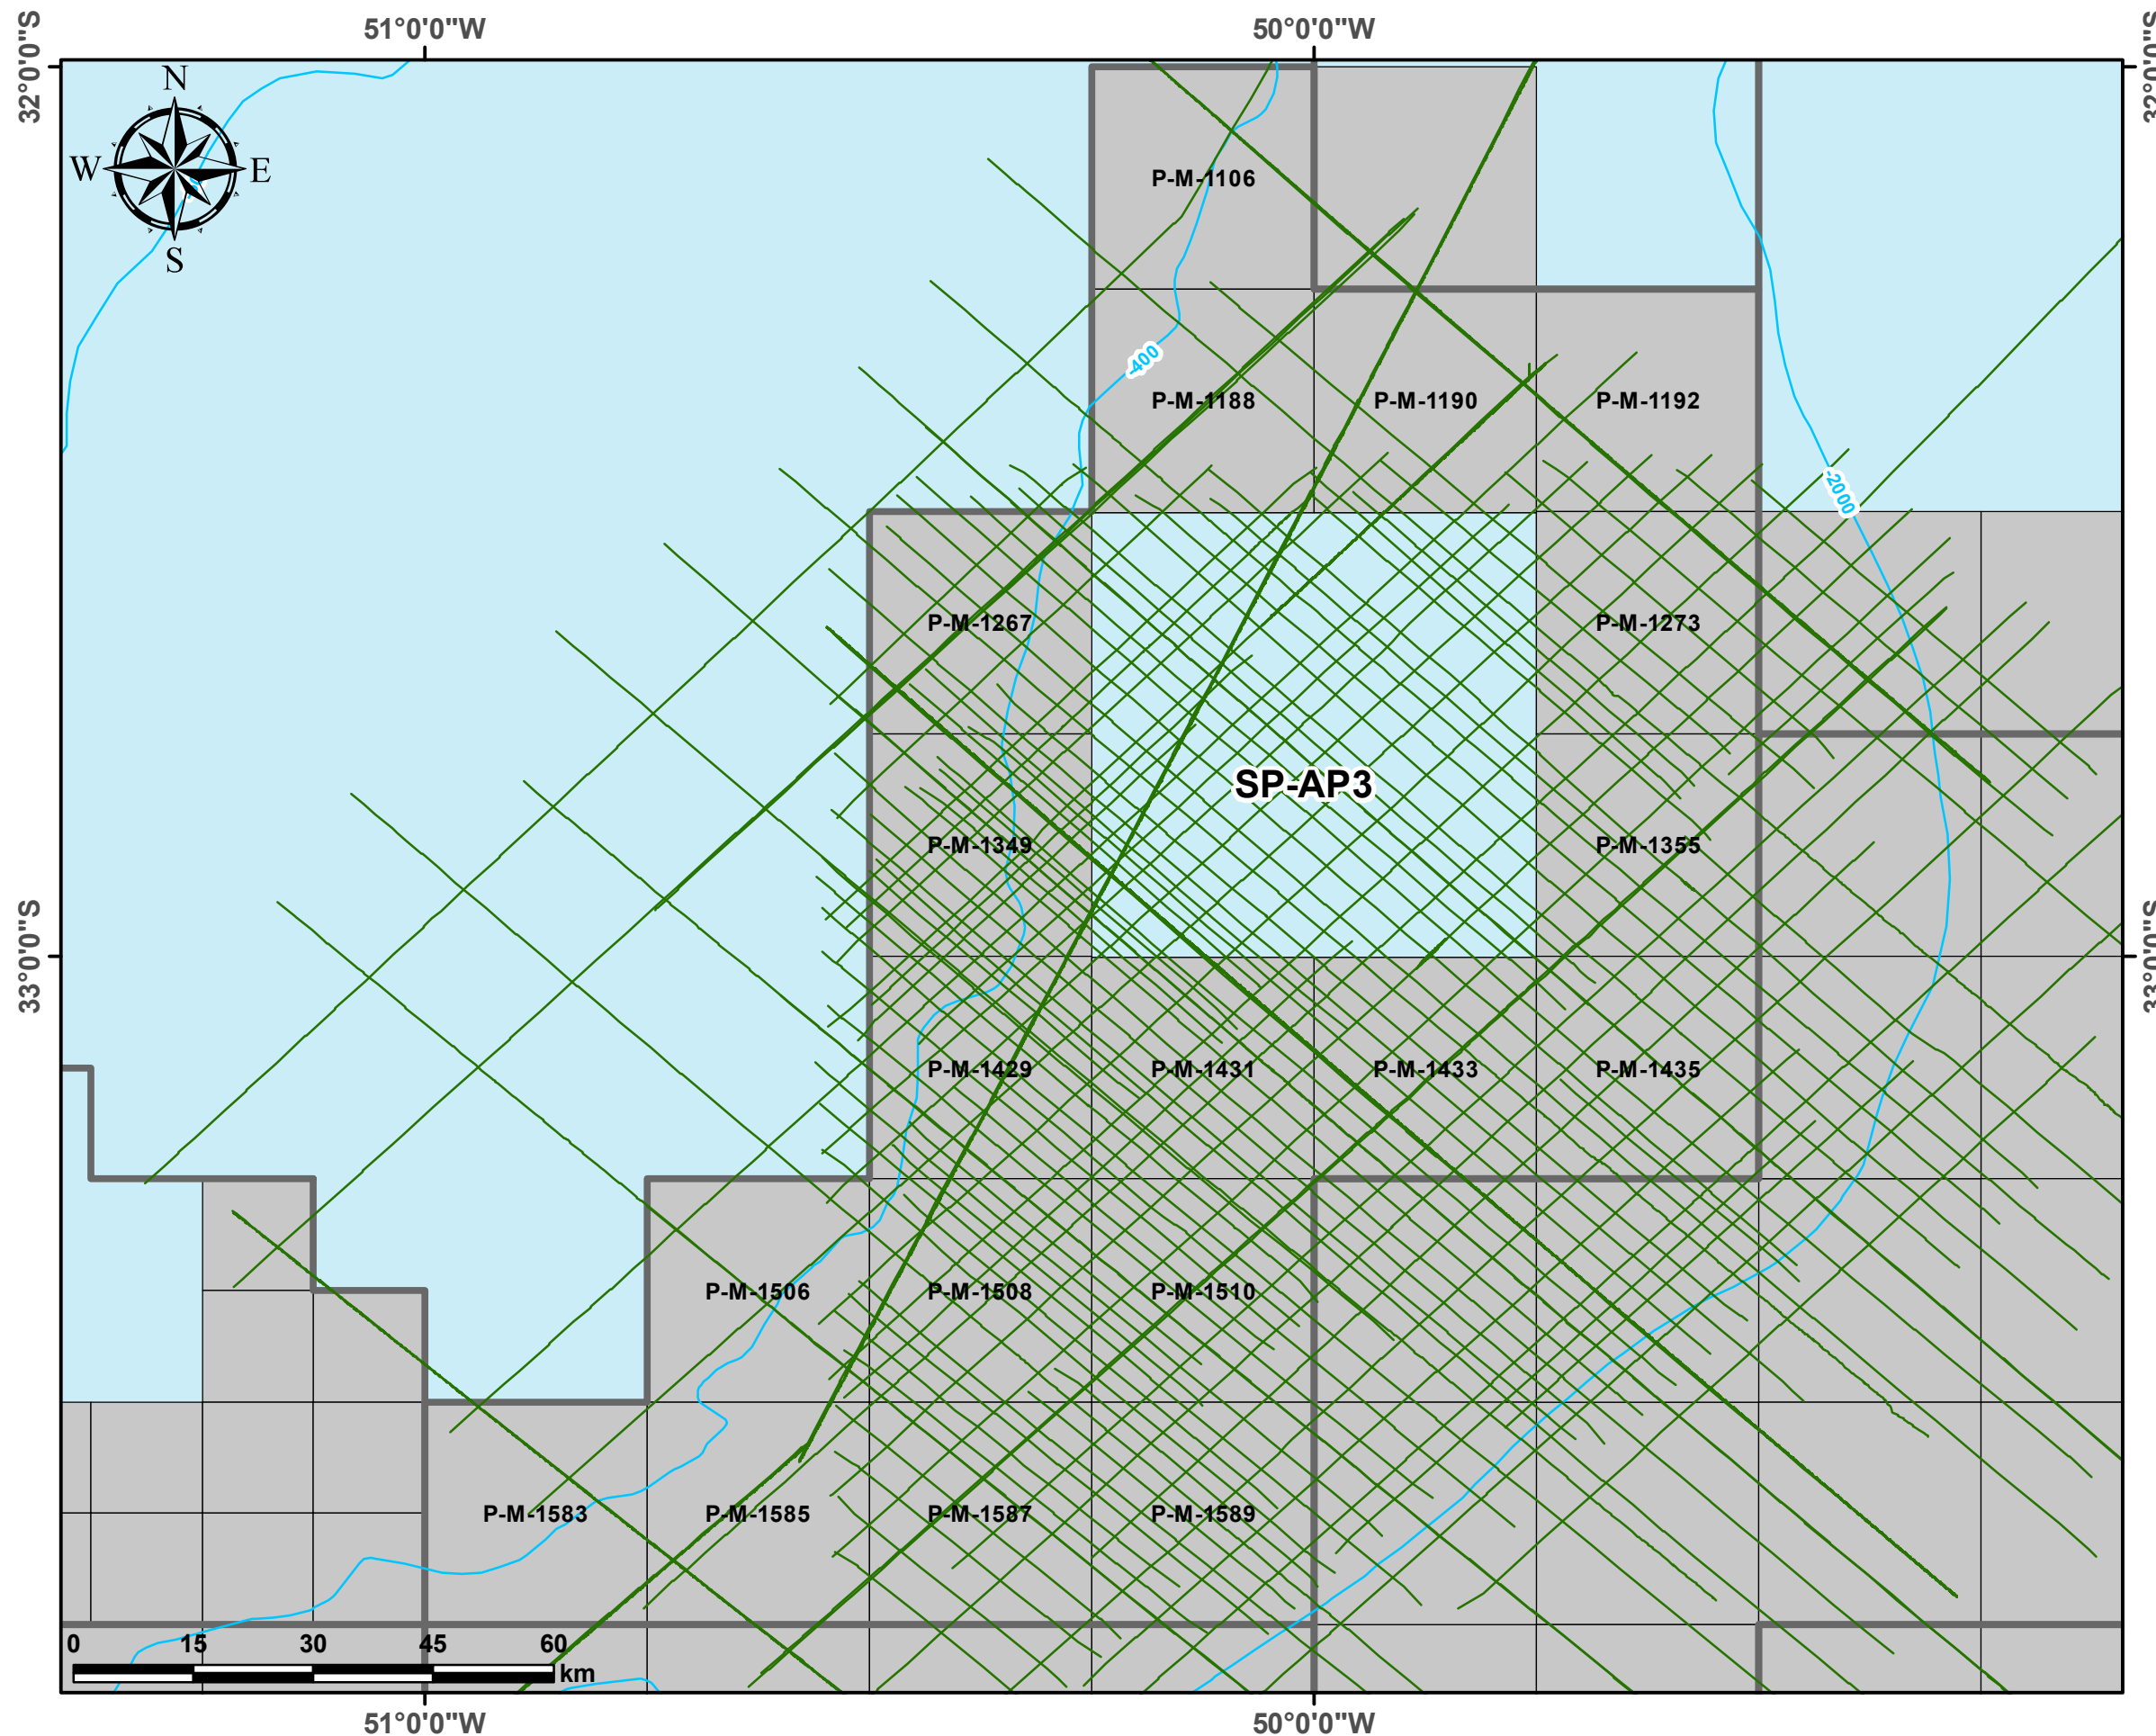 51°0'0"W 50°0'0"W
32°0'0"S 32°0'0"S
N
W E
S
P-M-1106
-400
P-M-1188 P-M-1190 P-M-1192
-2000
P-M-1267 P-M-1273
SP-AP3
P-M-1349 P-M-1355
33°0'0"S 33°0'0"S
P-M-1429 P-M-1431 P-M-1433 P-M-1435
P-M-1506 P-M-1508 P-M-1510
P-M-1583 P-M-1585 P-M-1587 P-M-1589
0 15 30 45 60
km
51°0'0"W 50°0'0"W